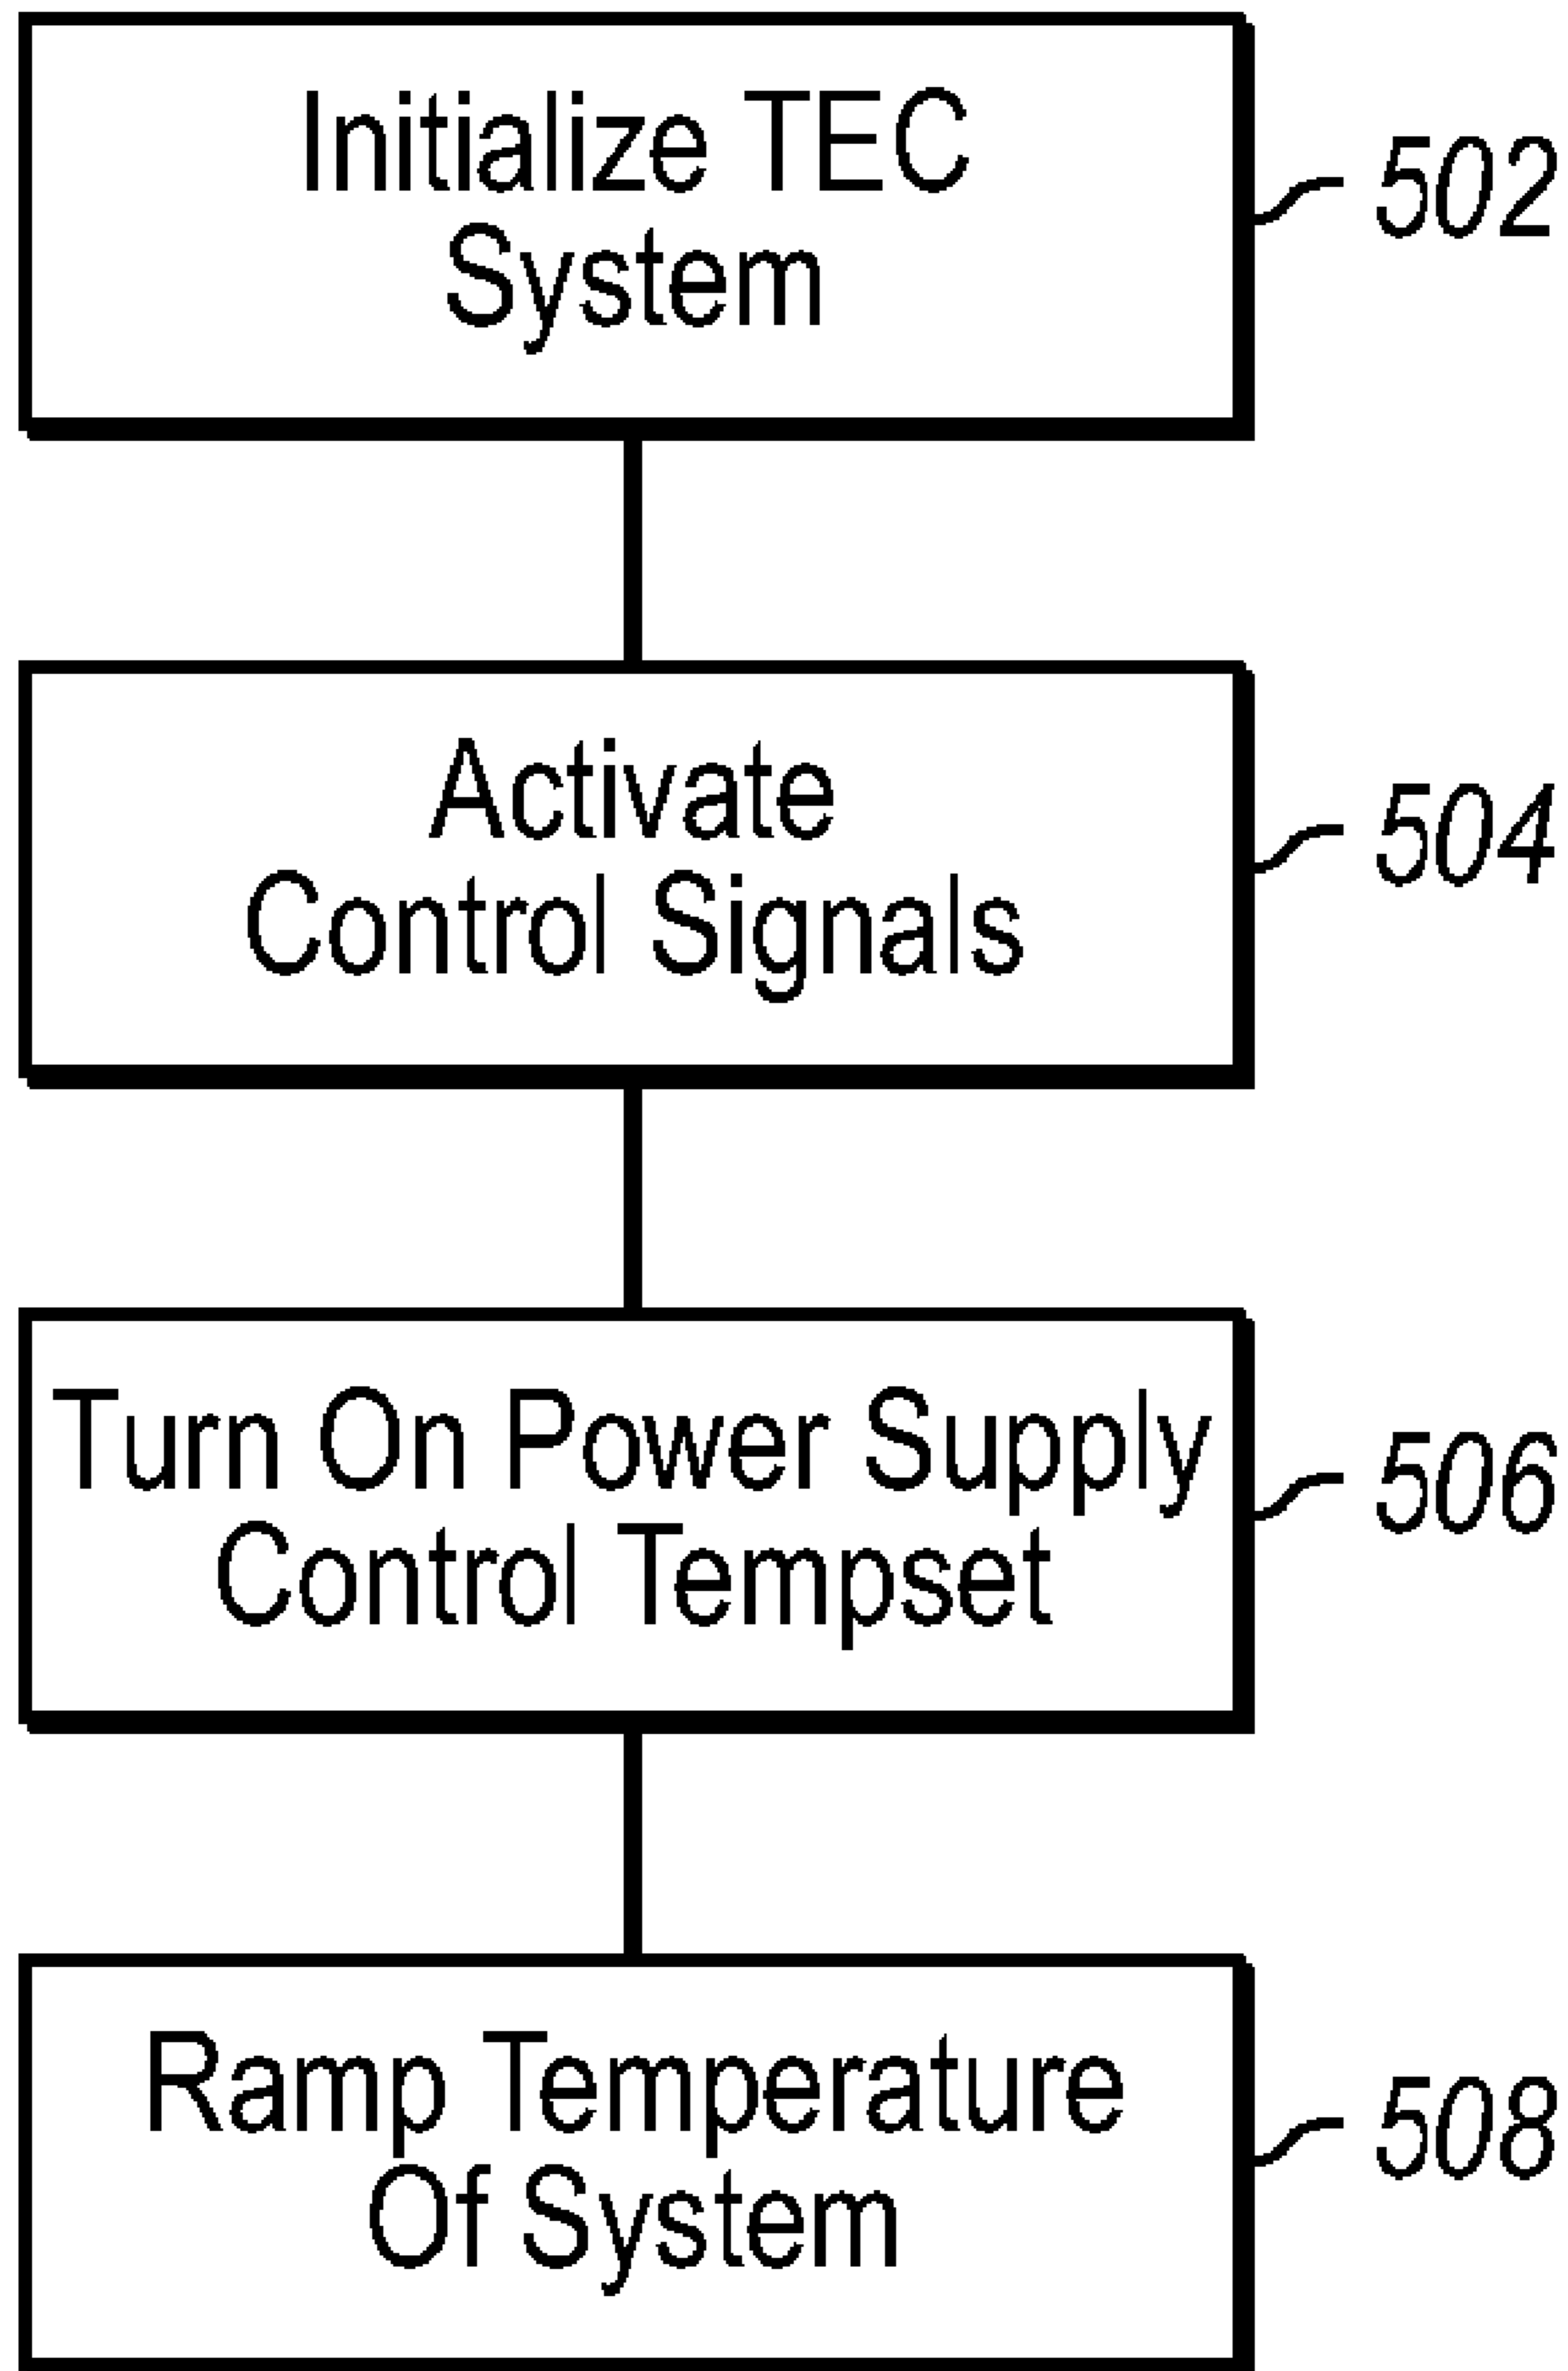 Initialize TEC
System
502
Activate
Control Signals
504
Turn On Power Supply
Control Tempset
506
Ramp Temperature
Of System
508